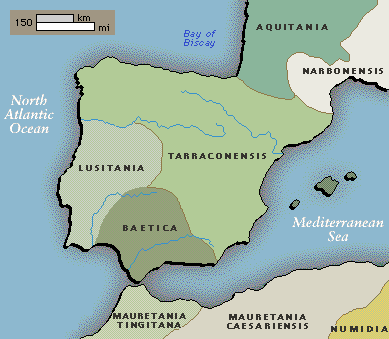 150
km
mi
Bay of
Biscay
AQUITANIA
NARBONENSIS
North
Atlantic
Ocean
LUSITANIA
TARRACONENSIS
BAETICA
Mediterranean
Sea
MAURETANIA
TINGITANA
MAURETANIA
CAESARIENSIS
NUMIDIA